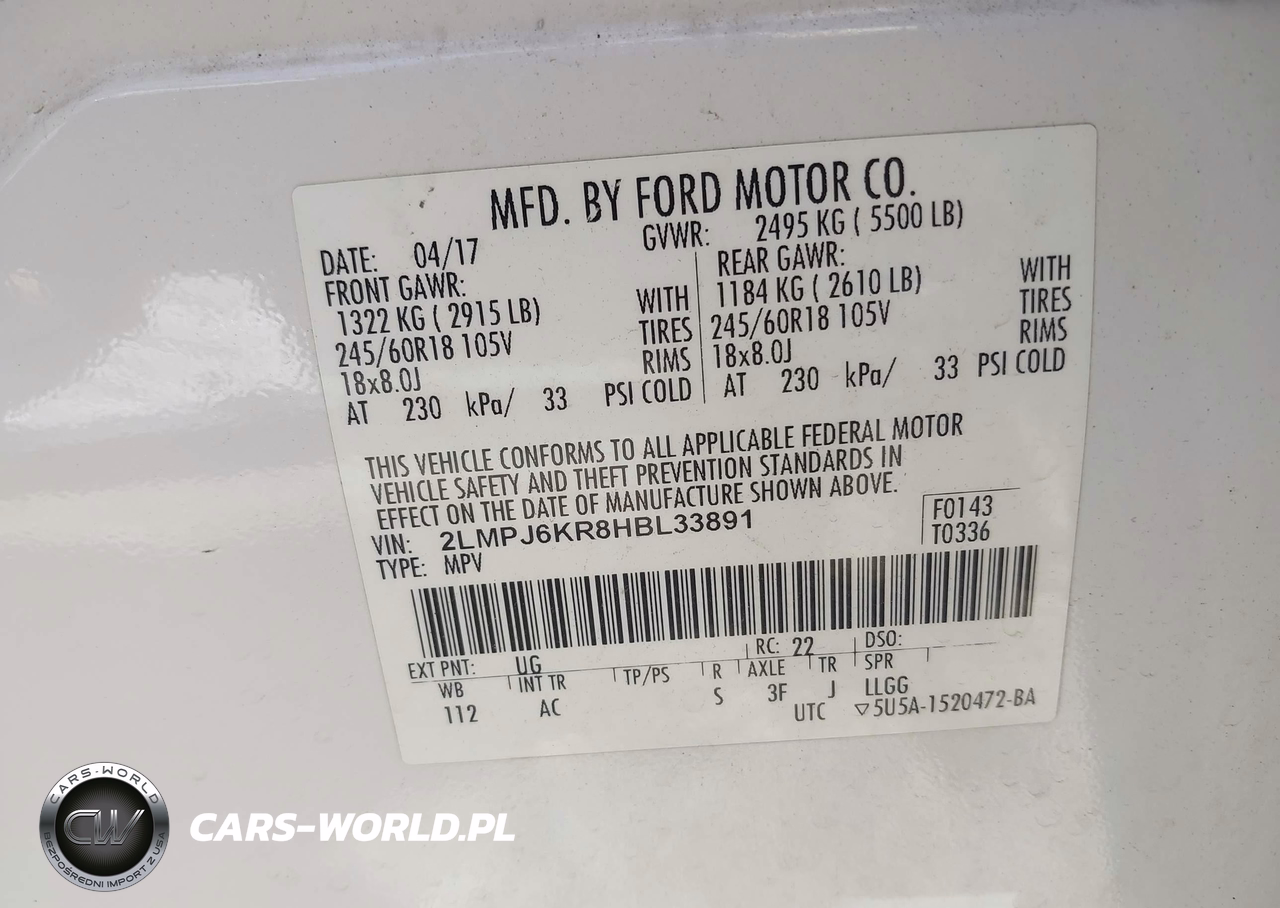 MFD. BY FORD MOTOR CO.
DATE: 04/17 GVWR: 2495 KG ( 5500 LB)
FRONT GAWR: REAR GAWR:
1322 KG ( 2915 LB) WITH 1184 KG ( 2610 LB) WITH
245/60R18 105V TIRES 245/60R18 105V TIRES
18x8.0J RIMS 18x8.0J RIMS
AT 230 kPa/ 33 PSI COLD AT 230 kPa/ 33 PSI COLD
THIS VEHICLE CONFORMS TO ALL APPLICABLE FEDERAL MOTOR
VEHICLE SAFETY AND THEFT PREVENTION STANDARDS IN
EFFECT ON THE DATE OF MANUFACTURE SHOWN ABOVE.
VIN: 2LMPJ6KR8HBL33891 F0143
TYPE: MPV T0336
EXT PNT: UG RC: 22 DSO:
WB INT TR TP/PS R AXLE TR SPR
112 AC S 3F J LLGG
UTC ▽5U5A-1520472-BA
CARS-WORLD
CW
BEZPOŚREDNI IMPORT Z USA
CARS-WORLD.PL